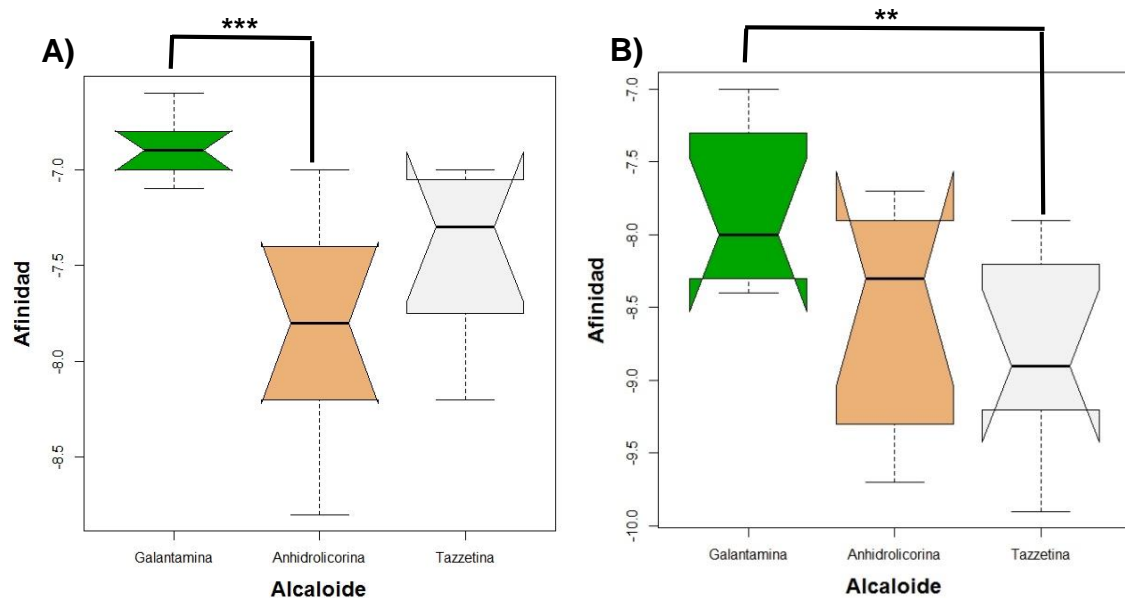 A)
***
Afinidad
-7.0
-7.5
-8.0
-8.5
Galantamina Anhidrolicorina Tazzetina
Alcaloide
B)
**
Afinidad
-7.0
-7.5
-8.0
-8.5
-9.0
-9.5
-10.0
Galantamina Anhidrolicorina Tazzetina
Alcaloide